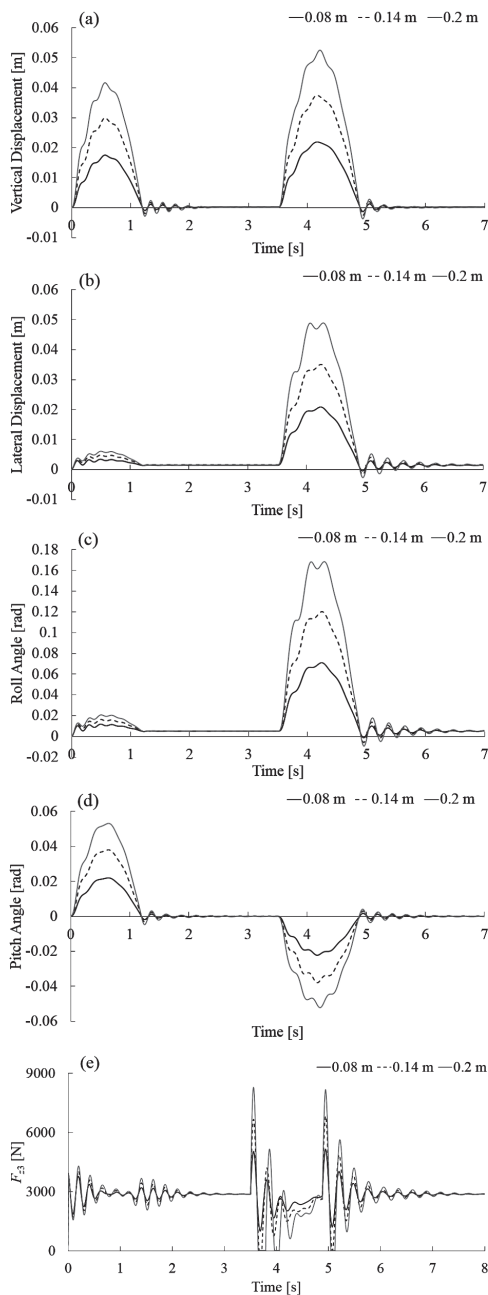 (a) 0.08 m 0.14 m 0.2 m
0.06
0.05
0.04
0.03
0.02
0.01
0
-0.01
Vertical Displacement [m]
0 1 2 3 4 5 6 7
Time [s]
(b) 0.08 m 0.14 m 0.2 m
0.06
0.05
0.04
0.03
0.02
0.01
0
-0.01
Lateral Displacement [m]
0 1 2 3 4 5 6 7
Time [s]
(c) 0.08 m 0.14 m 0.2 m
0.18
0.16
0.14
0.12
0.10
0.08
0.06
0.04
0.02
0
-0.02
Roll Angle [rad]
0 1 2 3 4 5 6 7
Time [s]
(d) 0.08 m 0.14 m 0.2 m
0.06
0.04
0.02
0
-0.02
-0.04
-0.06
Pitch Angle [rad]
0 1 2 3 4 5 6 7
Time [s]
(e) 0.08 m 0.14 m 0.2 m
9000
6000
3000
0
Fz3 [N]
0 1 2 3 4 5 6 7 8
Time [s]